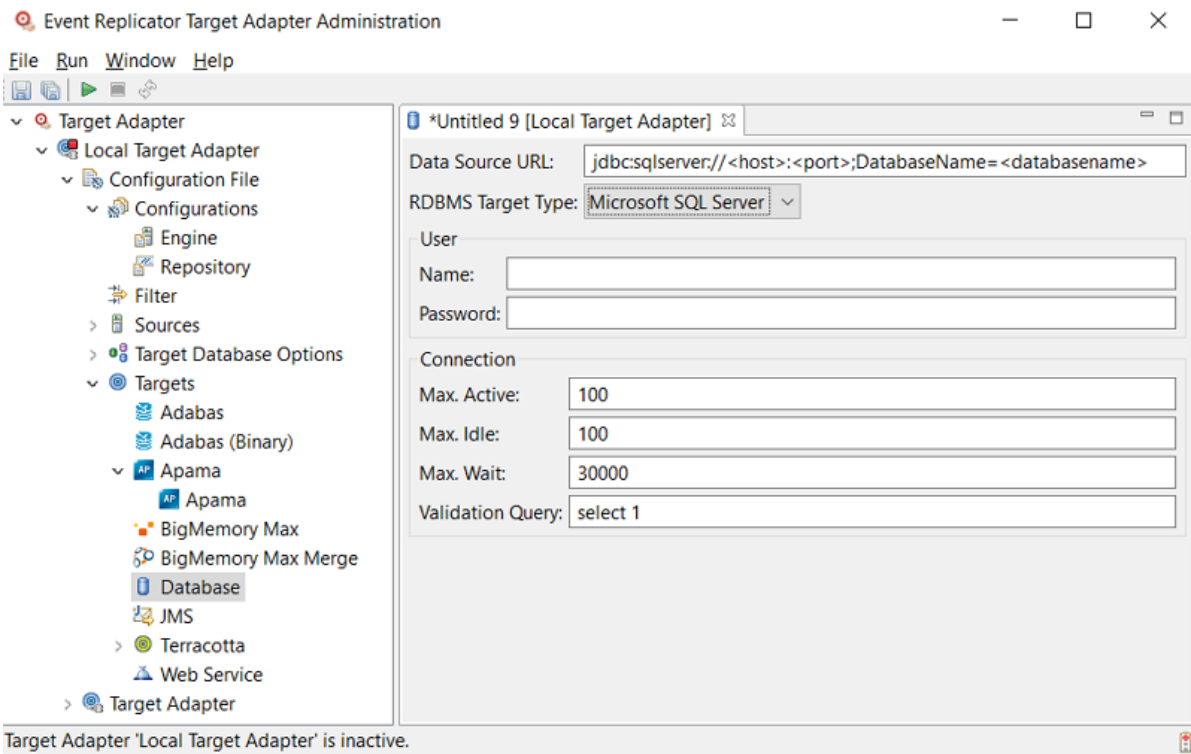 Event Replicator Target Adapter Administration
File Run Window Help
Target Adapter
Local Target Adapter
Configuration File
Configurations
Engine
Repository
Filter
Sources
Target Database Options
Targets
Adabas
Adabas (Binary)
AP Apama
AP Apama
BigMemory Max
BigMemory Max Merge
Database
JMS
Terracotta
Web Service
Target Adapter
*Untitled 9 [Local Target Adapter]
Data Source URL: jdbc:sqlserver://<host>:<port>;DatabaseName=<databasename>
RDBMS Target Type: Microsoft SQL Server
User
Name:
Password:
Connection
Max. Active: 100
Max. Idle: 100
Max. Wait: 30000
Validation Query: select 1
Target Adapter 'Local Target Adapter' is inactive.